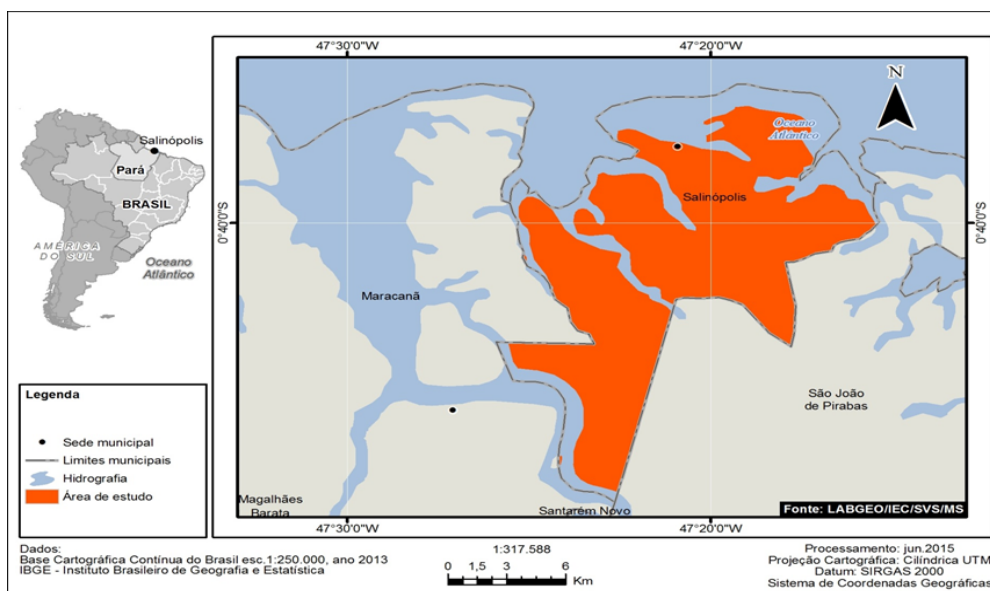 47°30'0"W 47°20'0"W
N
Oceano
Atlântico
Salinópolis
Salinópolis
Pará
BRASIL
AMÉRICA
DO SUL
Oceano
Atlântico
0°40'0"S
0°40'0"S
Maracanã
São João
de Pirabas
Magalhães
Barata
Santarém Novo
Fonte: LABGEO/IEC/SVS/MS
47°30'0"W 47°20'0"W
Legenda
Sede municipal
Limites municipais
Hidrografia
Área de estudo
Dados:
Base Cartográfica Contínua do Brasil esc.1:250.000, ano 2013
IBGE - Instituto Brasileiro de Geografia e Estatística
1:317.588
0 1,5 3 6
Km
Processamento: jun.2015
Projeção Cartográfica: Cilíndrica UTM
Datum: SIRGAS 2000
Sistema de Coordenadas Geográficas